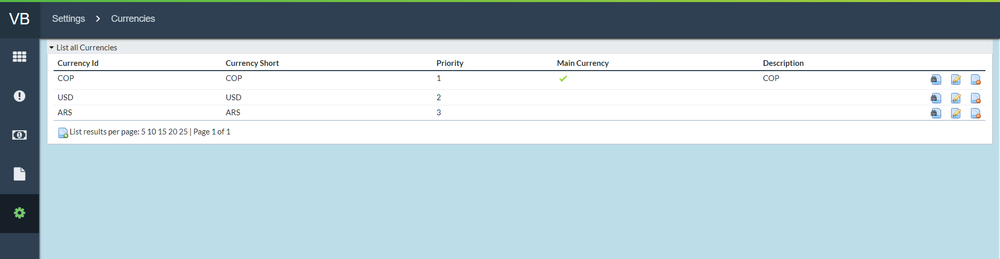 VB
Settings > Currencies
List all Currencies
Currency Id Currency Short Priority Main Currency Description
COP COP 1 COP
USD USD 2
ARS ARS 3
List results per page: 5 10 15 20 25 | Page 1 of 1